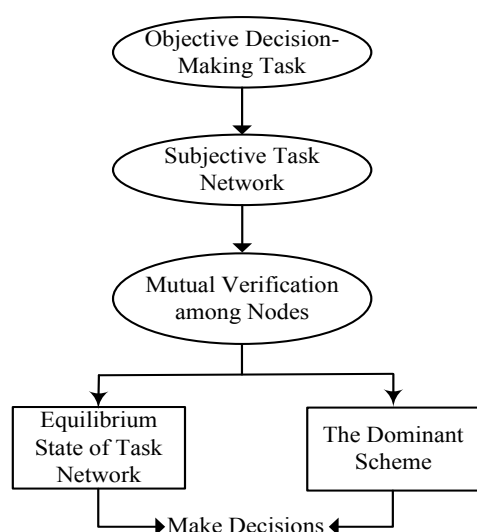 Objective Decision-
Making Task
Subjective Task
Network
Mutual Verification
among Nodes
Equilibrium
State of Task
Network
The Dominant
Scheme
Make Decisions